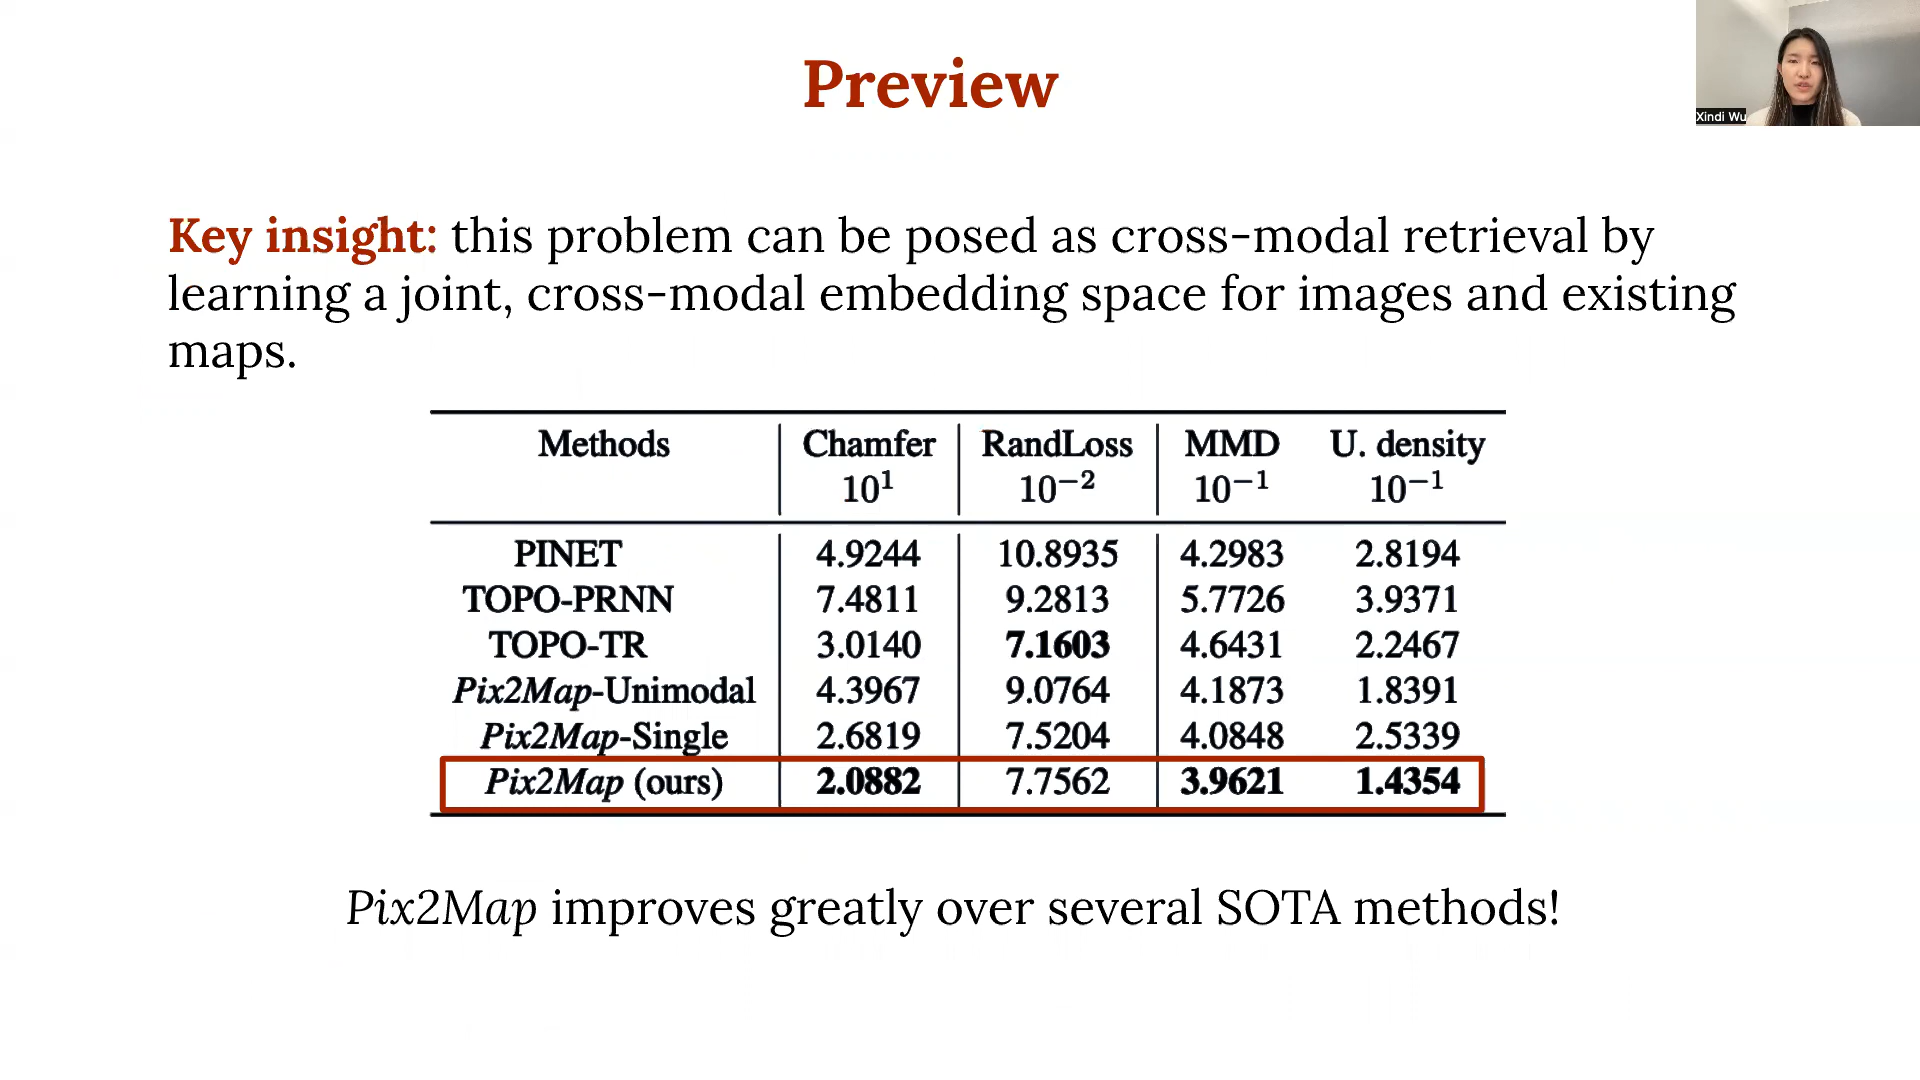 Preview
Xindi Wu
Key insight: this problem can be posed as cross-modal retrieval by
learning a joint, cross-modal embedding space for images and existing
maps.
Methods Chamfer RandLoss MMD U. density
10¹ 10⁻² 10⁻¹ 10⁻¹
PINET 4.9244 10.8935 4.2983 2.8194
TOPO-PRNN 7.4811 9.2813 5.7726 3.9371
TOPO-TR 3.0140 7.1603 4.6431 2.2467
Pix2Map-Unimodal 4.3967 9.0764 4.1873 1.8391
Pix2Map-Single 2.6819 7.5204 4.0848 2.5339
Pix2Map (ours) 2.0882 7.7562 3.9621 1.4354
Pix2Map improves greatly over several SOTA methods!